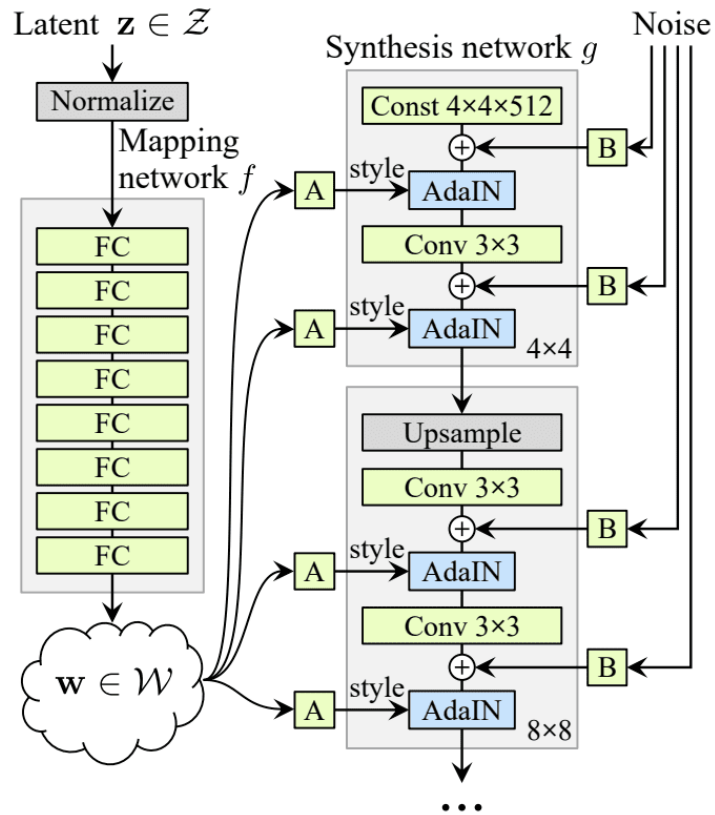 Latent z ∈ Z
Normalize
Mapping
network f
FC
FC
FC
FC
FC
FC
FC
FC
w ∈ W
Synthesis network g
Noise
Const 4×4×512
B
A
style
AdaIN
Conv 3×3
B
A
style
AdaIN
4×4
Upsample
Conv 3×3
B
A
style
AdaIN
Conv 3×3
B
A
style
AdaIN
8×8
...